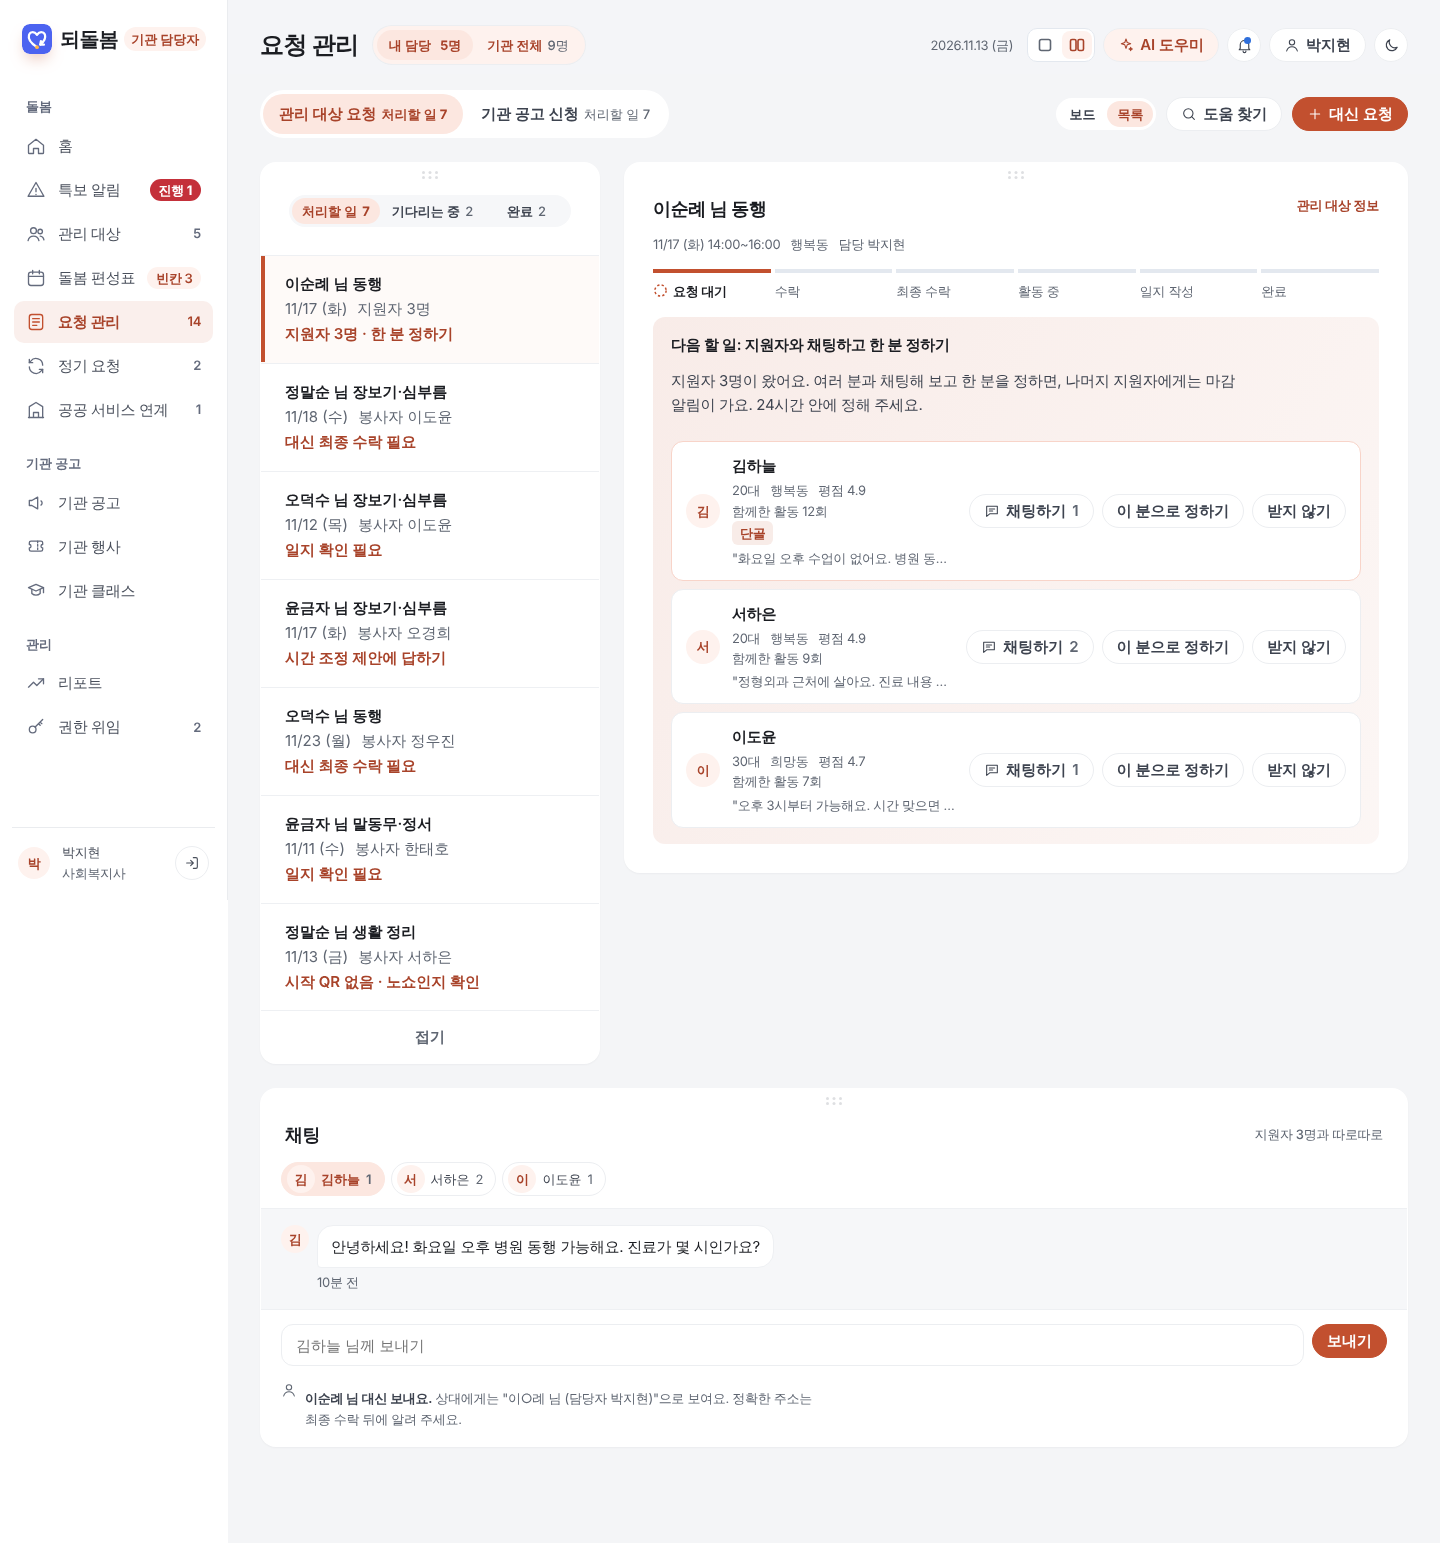 되돌봄 기관 담당자
돌봄
홈
특보 알림 진행 1
관리 대상 5
돌봄 편성표 빈칸 3
요청 관리 14
정기 요청 2
공공 서비스 연계 1
기관 공고
기관 공고
기관 행사
기관 클래스
관리
리포트
권한 위임 2
박 박지현
사회복지사
요청 관리 내 담당 5명 기관 전체 9명
2026.11.13 (금) AI 도우미 박지현
관리 대상 요청 처리할 일 7 기관 공고 신청 처리할 일 7
보드 목록 도움 찾기 대신 요청
처리할 일 7 기다리는 중 2 완료 2
이순례 님 동행
11/17 (화) 지원자 3명
지원자 3명 · 한 분 정하기
정말순 님 장보기·심부름
11/18 (수) 봉사자 이도윤
대신 최종 수락 필요
오덕수 님 장보기·심부름
11/12 (목) 봉사자 이도윤
일지 확인 필요
윤금자 님 장보기·심부름
11/17 (화) 봉사자 오경희
시간 조정 제안에 답하기
오덕수 님 동행
11/23 (월) 봉사자 정우진
대신 최종 수락 필요
윤금자 님 말동무·정서
11/11 (수) 봉사자 한태호
일지 확인 필요
정말순 님 생활 정리
11/13 (금) 봉사자 서하은
시작 QR 없음 · 노쇼인지 확인
접기
이순례 님 동행 관리 대상 정보
11/17 (화) 14:00~16:00 행복동 담당 박지현
요청 대기 수락 최종 수락 활동 중 일지 작성 완료
다음 할 일: 지원자와 채팅하고 한 분 정하기
지원자 3명이 왔어요. 여러 분과 채팅해 보고 한 분을 정하면, 나머지 지원자에게는 마감
알림이 가요. 24시간 안에 정해 주세요.
김하늘
20대 행복동 평점 4.9
김 함께한 활동 12회 채팅하기 1 이 분으로 정하기 받지 않기
단골
"화요일 오후 수업이 없어요. 병원 동...
서하은
20대 행복동 평점 4.9
서 함께한 활동 9회 채팅하기 2 이 분으로 정하기 받지 않기
"정형외과 근처에 살아요. 진료 내용 ...
이도윤
30대 희망동 평점 4.7
이 함께한 활동 7회 채팅하기 1 이 분으로 정하기 받지 않기
"오후 3시부터 가능해요. 시간 맞으면 ...
채팅 지원자 3명과 따로따로
김 김하늘 1 서 서하은 2 이 이도윤 1
김 안녕하세요! 화요일 오후 병원 동행 가능해요. 진료가 몇 시인가요?
10분 전
김하늘 님께 보내기 보내기
이순례 님 대신 보내요. 상대에게는 "이○례 님 (담당자 박지현)"으로 보여요. 정확한 주소는
최종 수락 뒤에 알려 주세요.